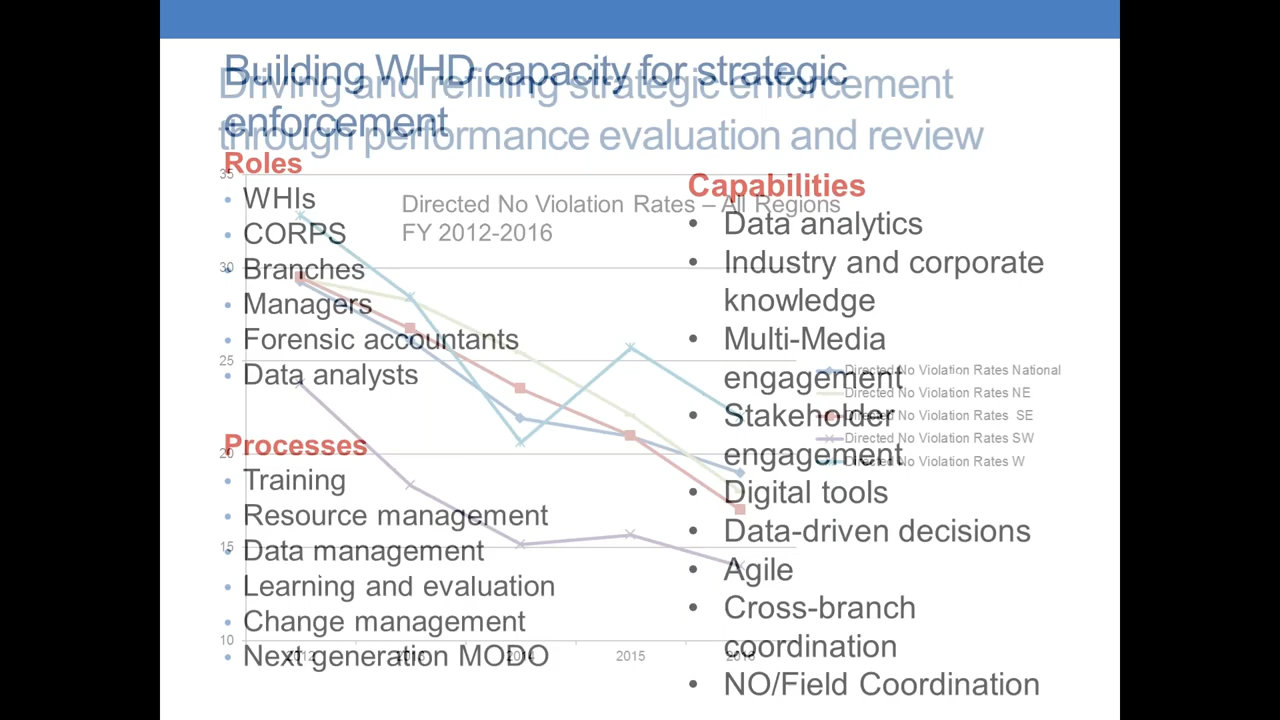 Building WHD capacity for strategic
enforcement
Driving and refining strategic enforcement
through performance evaluation and review
Roles
• WHIs
• CORPS
• Branches
• Managers
• Forensic accountants
• Data analysts
Processes
• Training
• Resource management
• Data management
• Learning and evaluation
• Change management
• Next generation MODO
Capabilities
• Data analytics
• Industry and corporate
knowledge
• Multi-Media
engagement
• Stakeholder
engagement
• Digital tools
• Data-driven decisions
• Agile
• Cross-branch
coordination
• NO/Field Coordination
Directed No Violation Rates – All Regions
FY 2012-2016
35
30
25
20
15
10
2012
2013
2014
2015
2016
Directed No Violation Rates National
Directed No Violation Rates NE
Directed No Violation Rates SE
Directed No Violation Rates SW
Directed No Violation Rates W